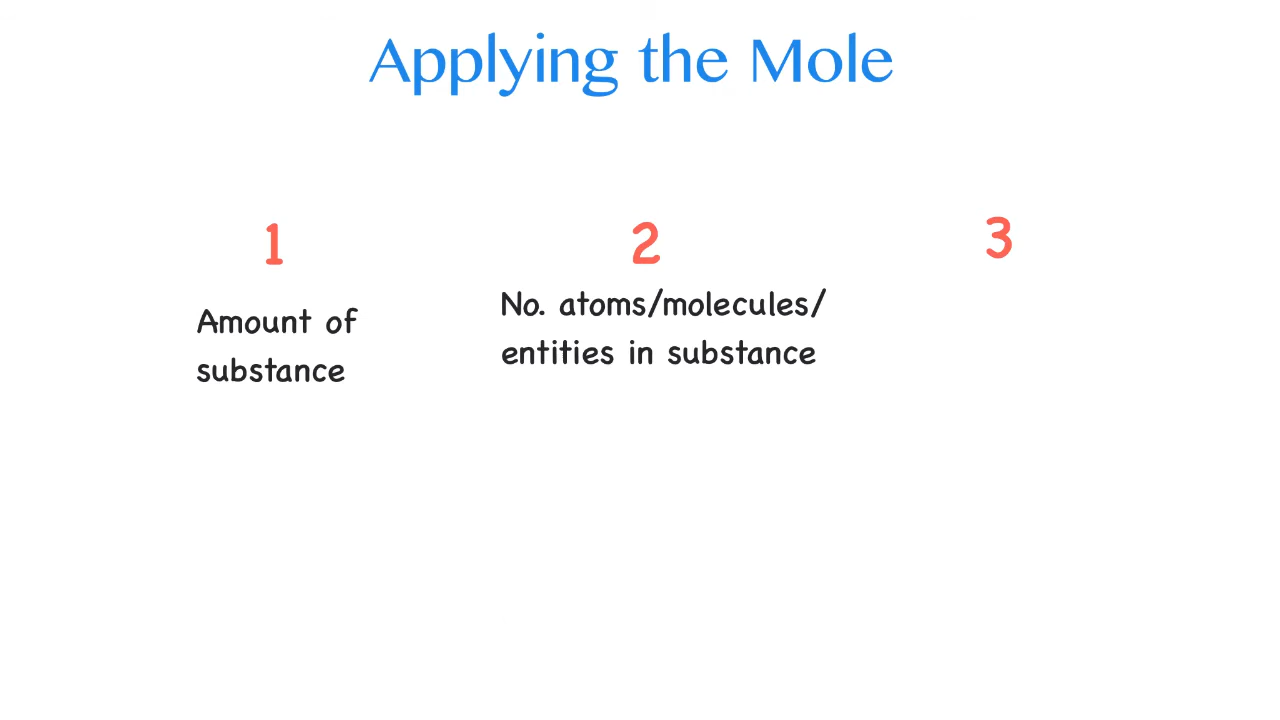 Applying the Mole
1
2
3
Amount of
substance
No. atoms/molecules/
entities in substance